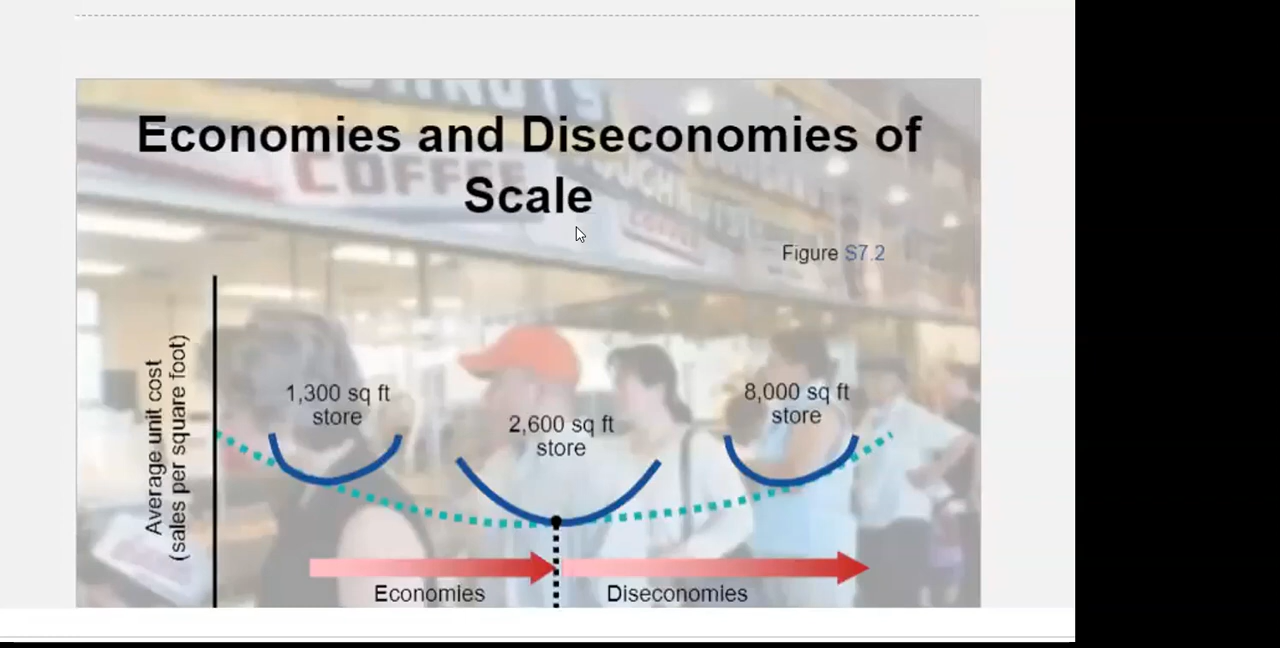 Economies and Diseconomies of
Scale
COFFEE
Figure S7.2
Average unit cost
(sales per square foot)
1,300 sq ft
store
2,600 sq ft
store
8,000 sq ft
store
Economies
Diseconomies